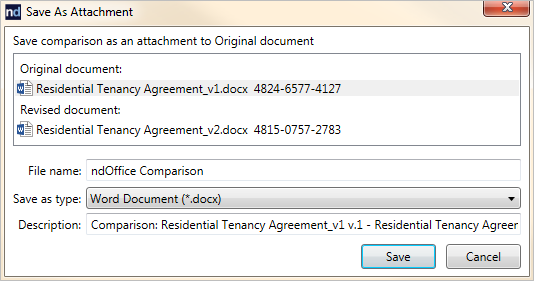 nd Save As Attachment
Save comparison as an attachment to Original document
Original document:
Residential Tenancy Agreement_v1.docx 4824-6577-4127
Revised document:
Residential Tenancy Agreement_v2.docx 4815-0757-2783
File name: ndOffice Comparison
Save as type: Word Document (*.docx)
Description: Comparison: Residential Tenancy Agreement_v1 v.1 - Residential Tenancy Agreer
Save Cancel